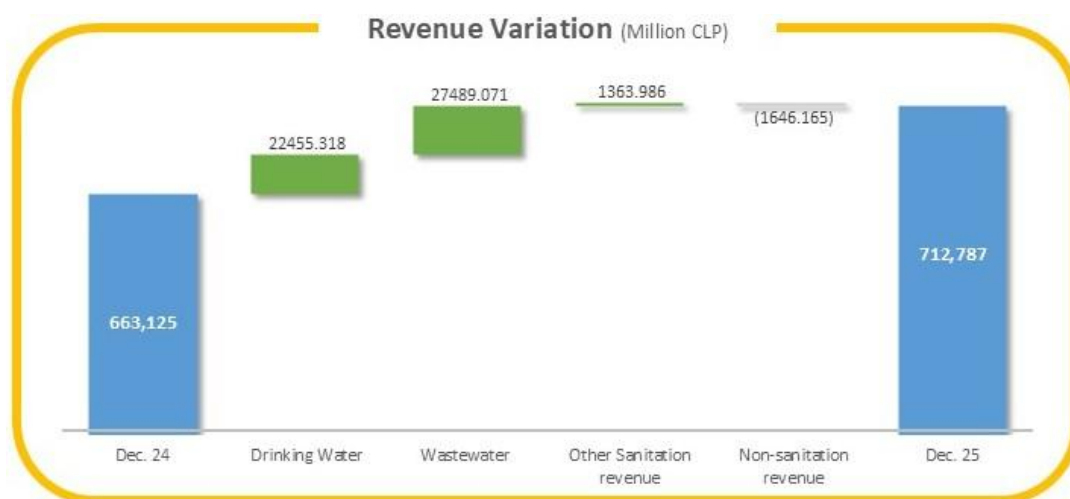 Revenue Variation (Million CLP)
27489.071
1363.986
(1646.165)
22455.318
712,787
663,125
Dec. 24
Drinking Water
Wastewater
Other Sanitation
revenue
Non-sanitation
revenue
Dec. 25